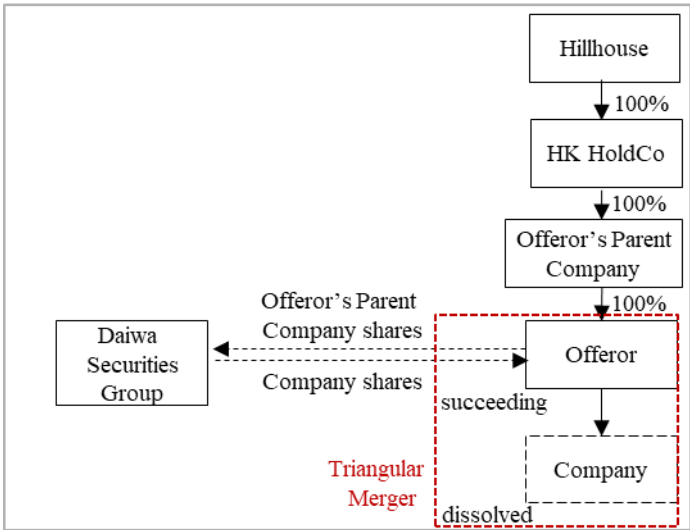 Hillhouse
100%
HK HoldCo
100%
Offeror's Parent
Company
100%
Offeror's Parent
Company shares
Daiwa
Securities
Group
Company shares
Offeror
succeeding
Company
Triangular
Merger
dissolved